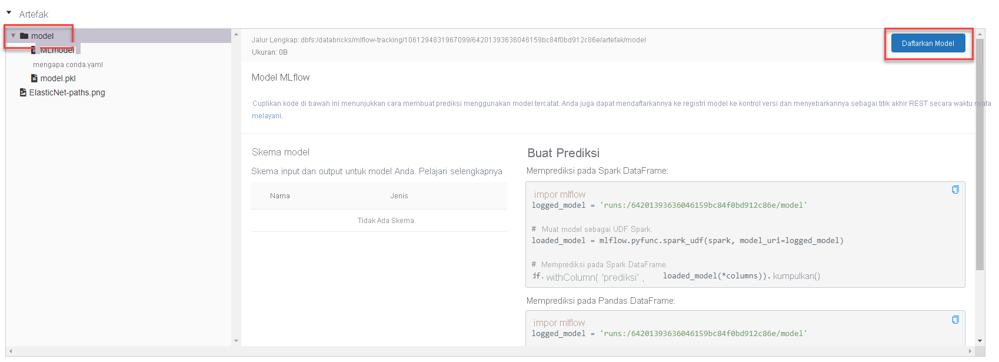 Artefak
model
MLmodel
mengapa conda.yaml
model.pkl
ElasticNet-paths.png
Jalur Lengkap: dbfs:/databricks/mlflow-tracking/1061294831967099/64201393636046159bc84f0bd912c86e/artefak/model
Ukuran: 0B
Daftarkan Model
Model MLflow
Cuplikan kode di bawah ini menunjukkan cara membuat prediksi menggunakan model tercatat. Anda juga dapat mendaftarkannya ke registri model ke kontrol versi dan menyebarkannya sebagai titik akhir REST secara waktu nyata
melayani.
Skema model
Skema input dan output untuk model Anda. Pelajari selengkapnya
Nama Jenis
Tidak Ada Skema.
Buat Prediksi
Memprediksi pada Spark DataFrame:
impor mlflow
logged_model = 'runs:/64201393636046159bc84f0bd912c86e/model'
# Muat model sebagai UDF Spark.
loaded_model = mlflow.pyfunc.spark_udf(spark, model_uri=logged_model)
# Memprediksi pada Spark DataFrame.
df. withColumn( 'prediksi' , loaded_model(*columns)). kumpulkan()
Memprediksi pada Pandas DataFrame:
impor mlflow
logged_model = 'runs:/64201393636046159bc84f0bd912c86e/model'